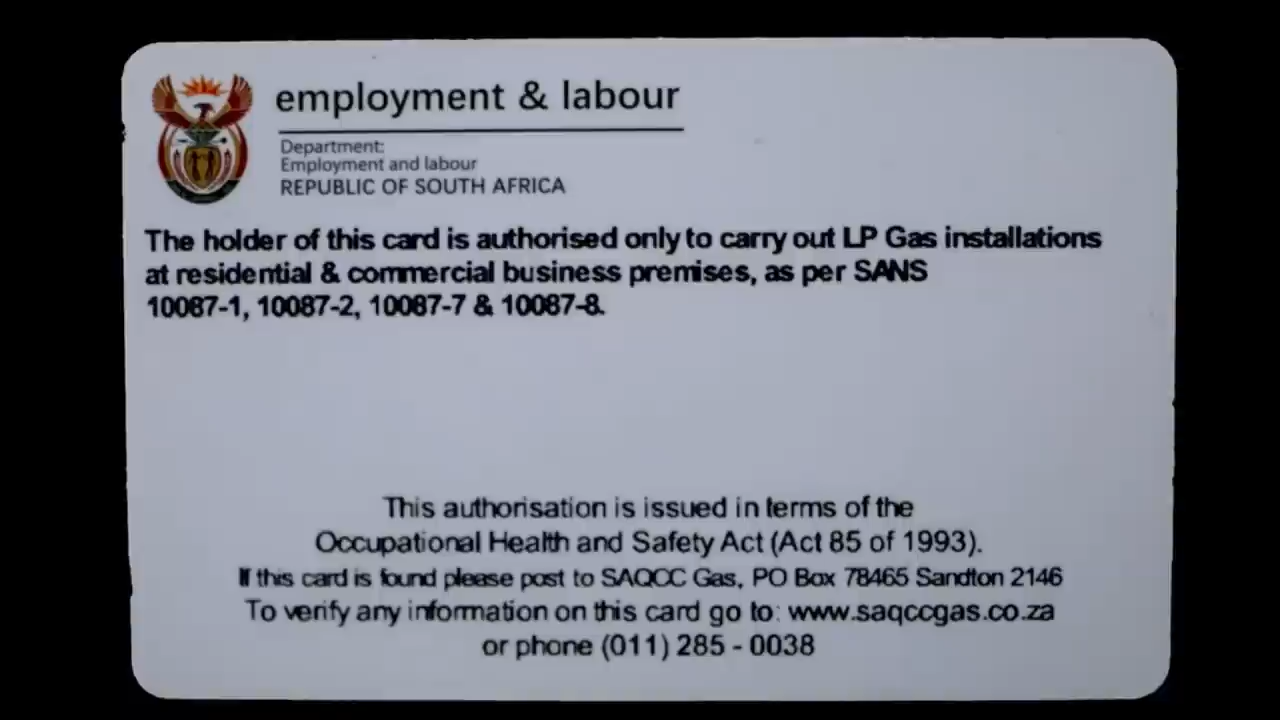 employment & labour
Department:
Employment and labour
REPUBLIC OF SOUTH AFRICA
The holder of this card is authorised only to carry out LP Gas installations
at residential & commercial business premises, as per SANS
10087-1, 10087-2, 10087-7 & 10087-8.
This authorisation is issued in terms of the
Occupational Health and Safety Act (Act 85 of 1993).
If this card is found please post to SAQCC Gas, PO Box 78465 Sandton 2146
To verify any information on this card go to: www.saqccgas.co.za
or phone (011) 285 - 0038